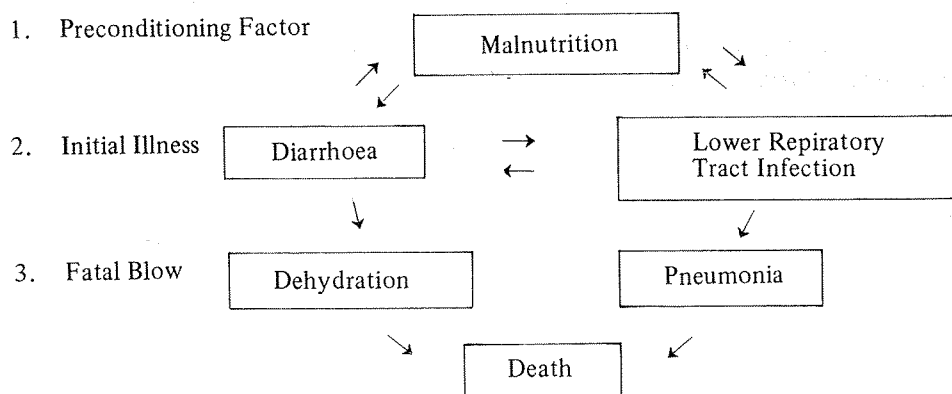 1. Preconditioning Factor
Malnutrition
2. Initial Illness
Diarrhoea
Lower Repiratory
Tract Infection
3. Fatal Blow
Dehydration
Pneumonia
Death